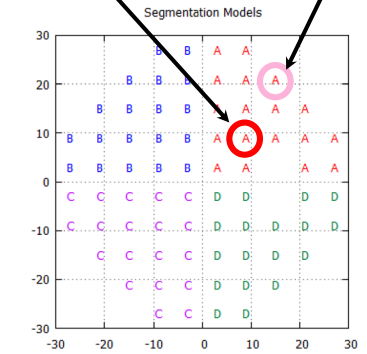 Segmentation Models
30
B B A A
20 B B B A A A
B B B B A A A A
10 B B B B B A A A A A
B B B B B A A A A
0
C C C C C D D D D
-10 C C C C C D D D D D
C C C C D D D D
-20 C C C D D D
C C D D
-30
-30 -20 -10 0 10 20 30